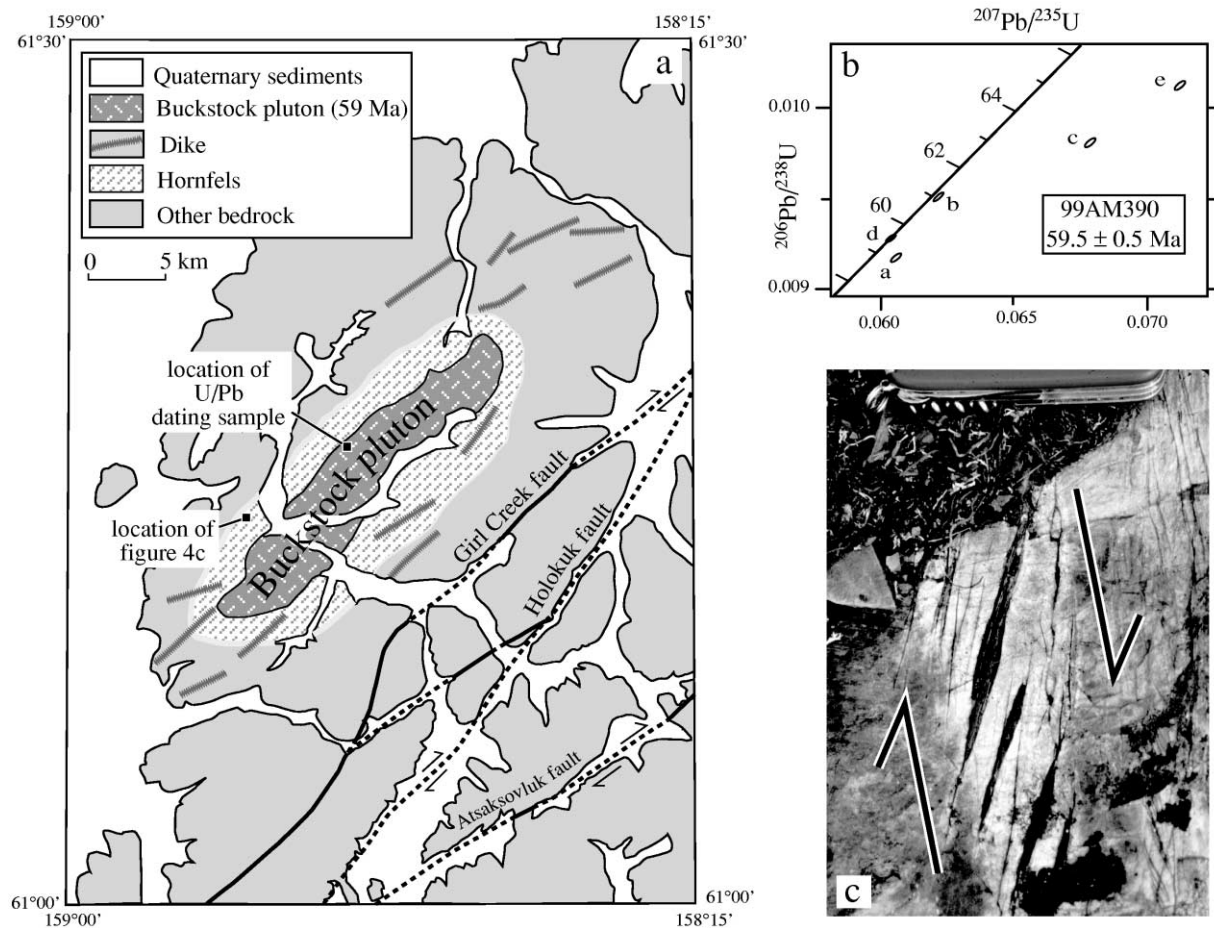 159°00'
158°15'
61°30'
61°30'
a
Quaternary sediments
Buckstock pluton (59 Ma)
Dike
Hornfels
Other bedrock
0 5 km
location of
U/Pb
dating sample
Buckstock pluton
location of
figure 4c
Girl Creek fault
Holokuk fault
Atsaksovluk fault
61°00'
61°00'
159°00'
158°15'
207Pb/235U
b
206Pb/238U
0.010
0.009
64
62
60
e
c
b
d
a
99AM390
59.5 ± 0.5 Ma
0.060
0.065
0.070
c